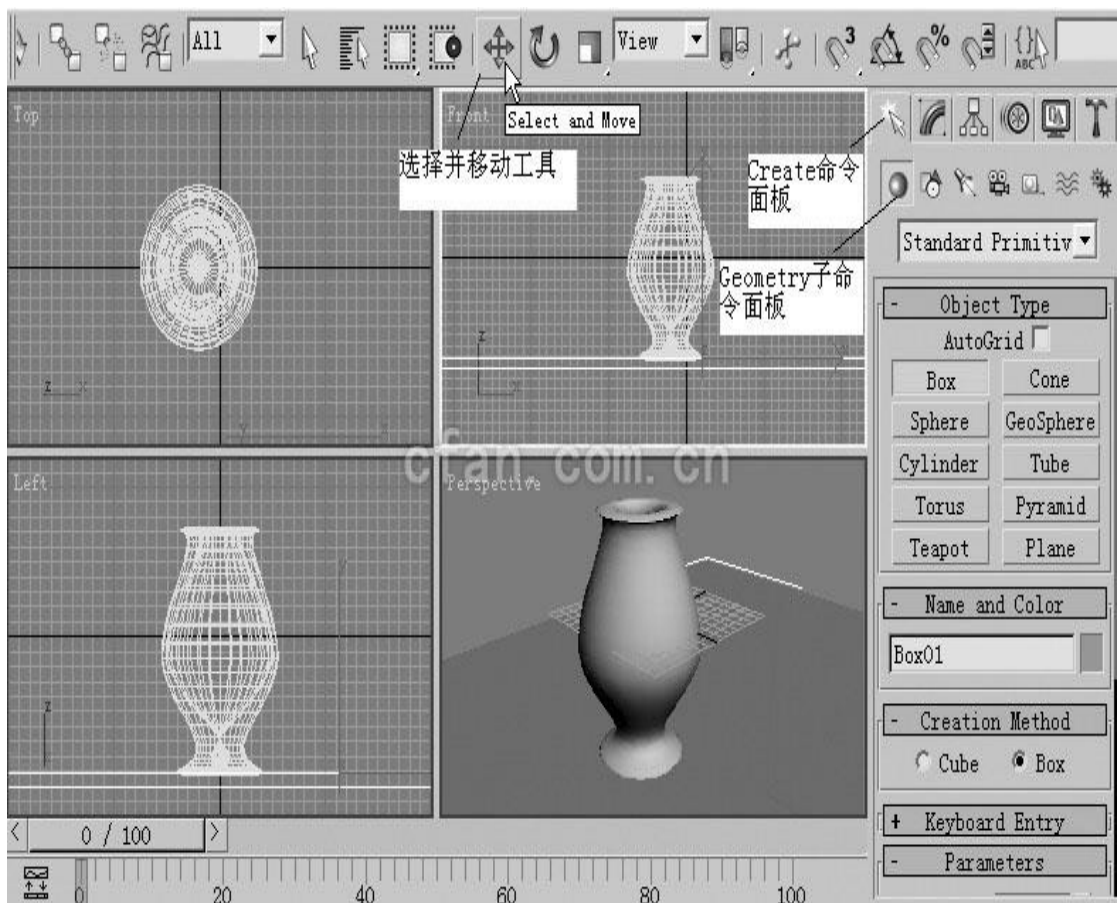 All
View
3
%
{}
ABC
Top
Front
Select and Move
选择并移动工具
Create命令
面板
Standard Primitiv
Geometry子命
令面板
- Object Type
AutoGrid
Box Cone
Sphere GeoSphere
Cylinder Tube
Torus Pyramid
Teapot Plane
z x
z x
y
cfan.com.cn
Left
Perspective
z
- Name and Color
Box01
- Creation Method
Cube Box
+ Keyboard Entry
- Parameters
< 0 / 100 >
0 20 40 60 80 100